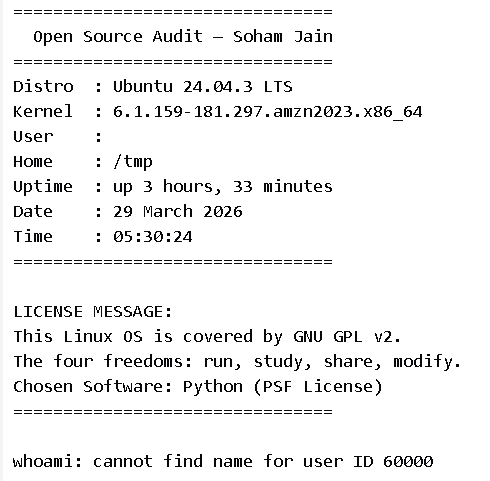 ================================
  Open Source Audit — Soham Jain
================================
Distro  : Ubuntu 24.04.3 LTS
Kernel  : 6.1.159-181.297.amzn2023.x86_64
User    :
Home    : /tmp
Uptime  : up 3 hours, 33 minutes
Date    : 29 March 2026
Time    : 05:30:24
================================

LICENSE MESSAGE:
This Linux OS is covered by GNU GPL v2.
The four freedoms: run, study, share, modify.
Chosen Software: Python (PSF License)
================================

whoami: cannot find name for user ID 60000